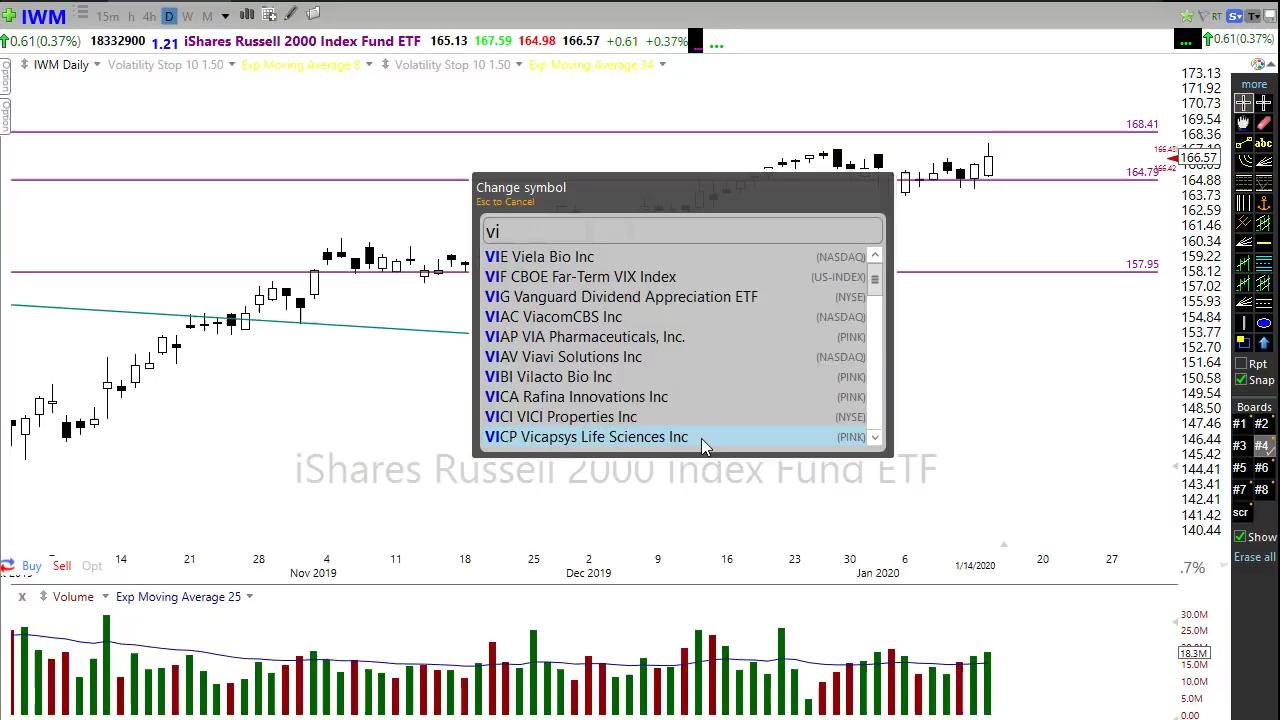 IWM 15m h 4h D W M RT S T
0.61(0.37%) 18332900 1.21 iShares Russell 2000 Index Fund ETF 165.13 167.59 164.98 166.57 +0.61 +0.37% ... ... 0.61(0.37%)
IWM Daily Volatility Stop 10 1.50 Exp Moving Average 8 Volatility Stop 10 1.50 Exp Moving Average 34
Option
Option
173.13
171.92
170.73
169.54
168.36
166.57
164.88
163.73
162.59
161.46
160.34
159.22
158.12
157.02
155.93
154.84
153.77
152.70
151.64
150.58
149.53
148.49
147.46
146.44
145.42
144.41
143.41
142.41
141.42
140.44
168.41
164.79
157.95
Change symbol
Esc to Cancel
vi
VIE Viela Bio Inc (NASDAQ)
VIF CBOE Far-Term VIX Index (US-INDEX)
VIG Vanguard Dividend Appreciation ETF (NYSE)
VIAC ViacomCBS Inc (NASDAQ)
VIAP VIA Pharmaceuticals, Inc. (PINK)
VIAV Viavi Solutions Inc (NASDAQ)
VIBI Vilacto Bio Inc (PINK)
VICA Rafina Innovations Inc (PINK)
VICI VICI Properties Inc (NYSE)
VICP Vicapsys Life Sciences Inc (PINK)
iShares Russell 2000 Index Fund ETF
more
abc
Rpt
Snap
Boards
#1 #2
#3 #4
#5 #6
#7 #8
scr
Show
Erase all
Buy Sell Opt
14 21 28 4 11 18 25 2 9 16 23 30 6 1/14/2020 20 27
Nov 2019 Dec 2019 Jan 2020
.7%
x Volume Exp Moving Average 25
30.0M
25.0M
18.3M
15.0M
10.0M
5.0M
0.00